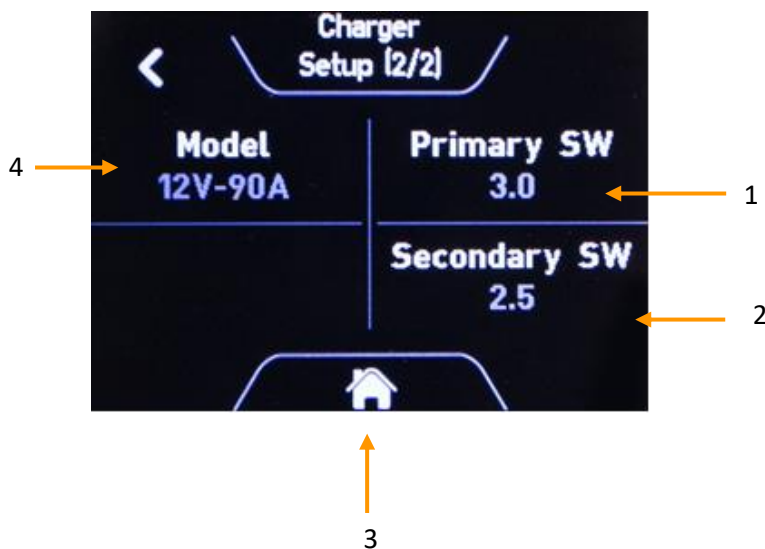 Charger
Setup (2/2)
Model
12V-90A
Primary SW
3.0
Secondary SW
2.5
4
1
2
3